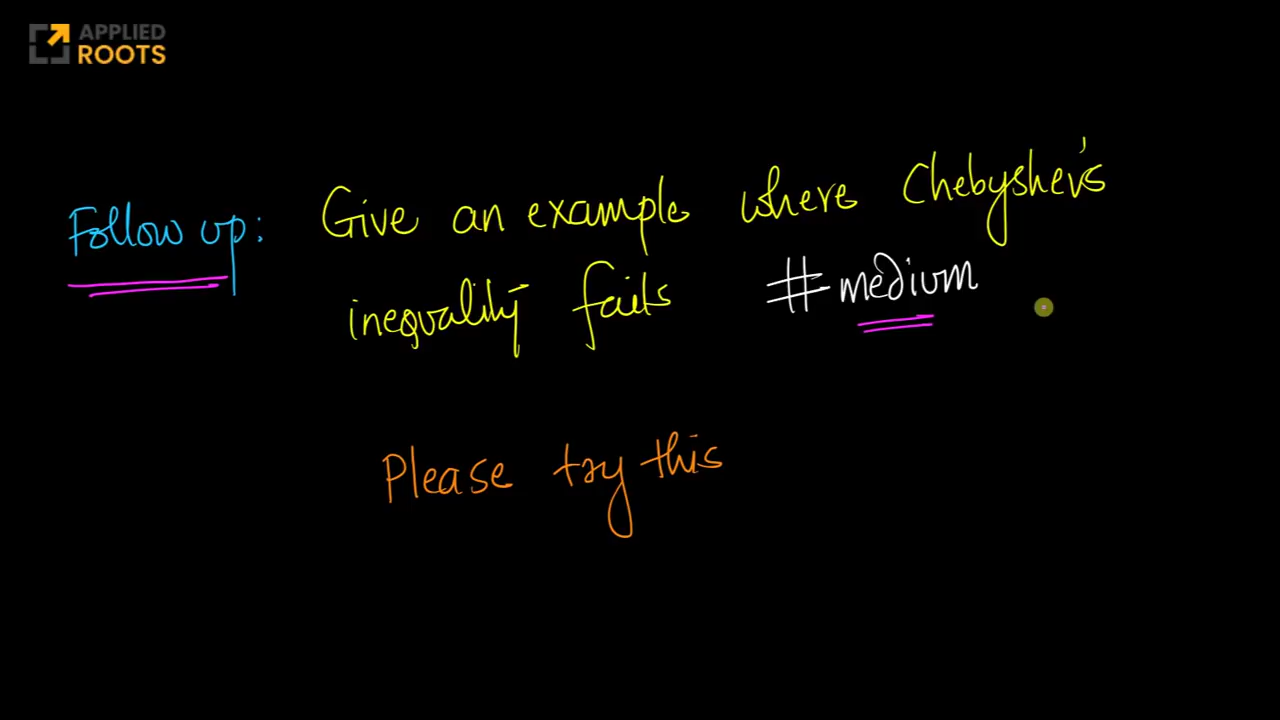 APPLIED
ROOTS
Follow up: Give an example where Chebyshev's
inequality fails #medium
Please try this